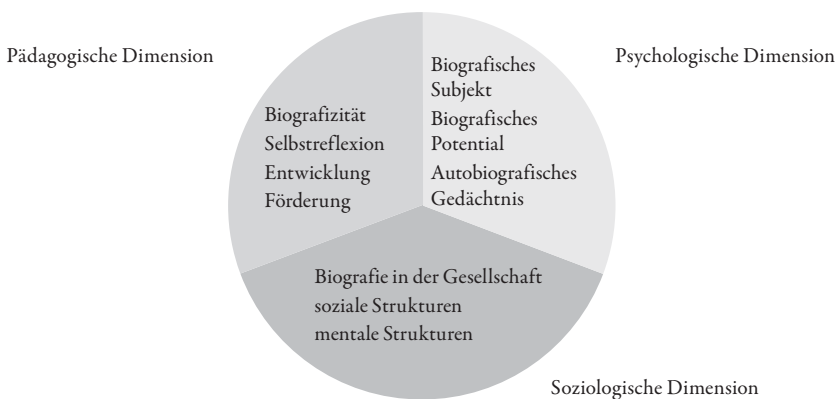 Pädagogische Dimension
Psychologische Dimension
Biografizität
Selbstreflexion
Entwicklung
Förderung
Biografisches
Subjekt
Biografisches
Potential
Autobiografisches
Gedächtnis
Biografie in der Gesellschaft
soziale Strukturen
mentale Strukturen
Soziologische Dimension